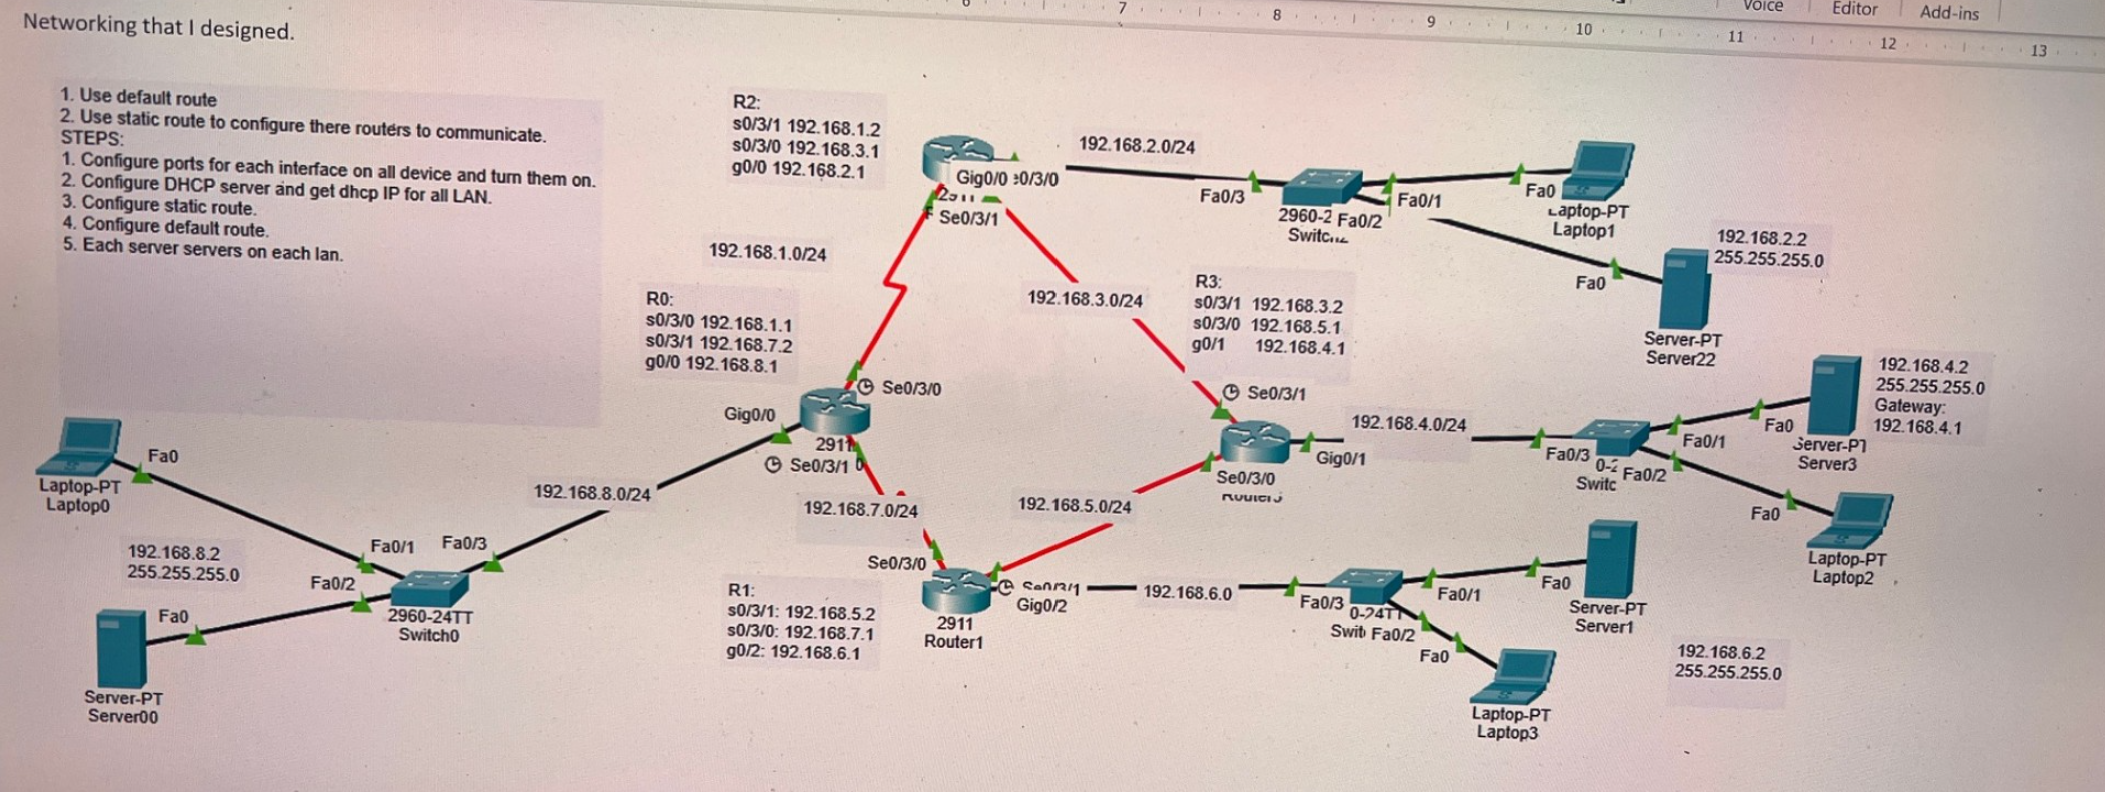 6 7 8 9 10 11 12 13
Voice Editor Add-ins
Networking that I designed.
1. Use default route
2. Use static route to configure there routers to communicate.
STEPS:
1. Configure ports for each interface on all device and turn them on.
2. Configure DHCP server and get dhcp IP for all LAN.
3. Configure static route.
4. Configure default route.
5. Each server servers on each lan.
R2:
s0/3/1 192.168.1.2
s0/3/0 192.168.3.1
g0/0 192.168.2.1
Gig0/0
Se0/3/1
192.168.2.0/24
Fa0/3
2960-2 Fa0/2
Fa0/1
Fa0
Laptop-PT
Laptop1
192.168.2.2
255.255.255.0
Fa0
Server-PT
Server22
192.168.1.0/24
192.168.3.0/24
R0:
s0/3/0 192.168.1.1
s0/3/1 192.168.7.2
g0/0 192.168.8.1
R3:
s0/3/1 192.168.3.2
s0/3/0 192.168.5.1
g0/1 192.168.4.1
Se0/3/0
Gig0/0
2911
Se0/3/1
Se0/3/1
192.168.4.0/24
Gig0/1
Se0/3/0
Fa0/3
Fa0/2
Fa0/1
Fa0
Server-PT
Server3
192.168.4.2
255.255.255.0
Gateway:
192.168.4.1
Fa0
Laptop-PT
Laptop2
Fa0
Laptop-PT
Laptop0
192.168.8.0/24
192.168.7.0/24
192.168.5.0/24
192.168.8.2
255.255.255.0
Fa0/1
Fa0/3
Fa0/2
2960-24TT
Switch0
Fa0
Server-PT
Server00
Se0/3/0
R1:
s0/3/1: 192.168.5.2
s0/3/0: 192.168.7.1
g0/2: 192.168.6.1
Se0/3/1
Gig0/2
2911
Router1
192.168.6.0
Fa0/3
Fa0/1
Fa0/2
Fa0
Server-PT
Server1
Fa0
Laptop-PT
Laptop3
192.168.6.2
255.255.255.0